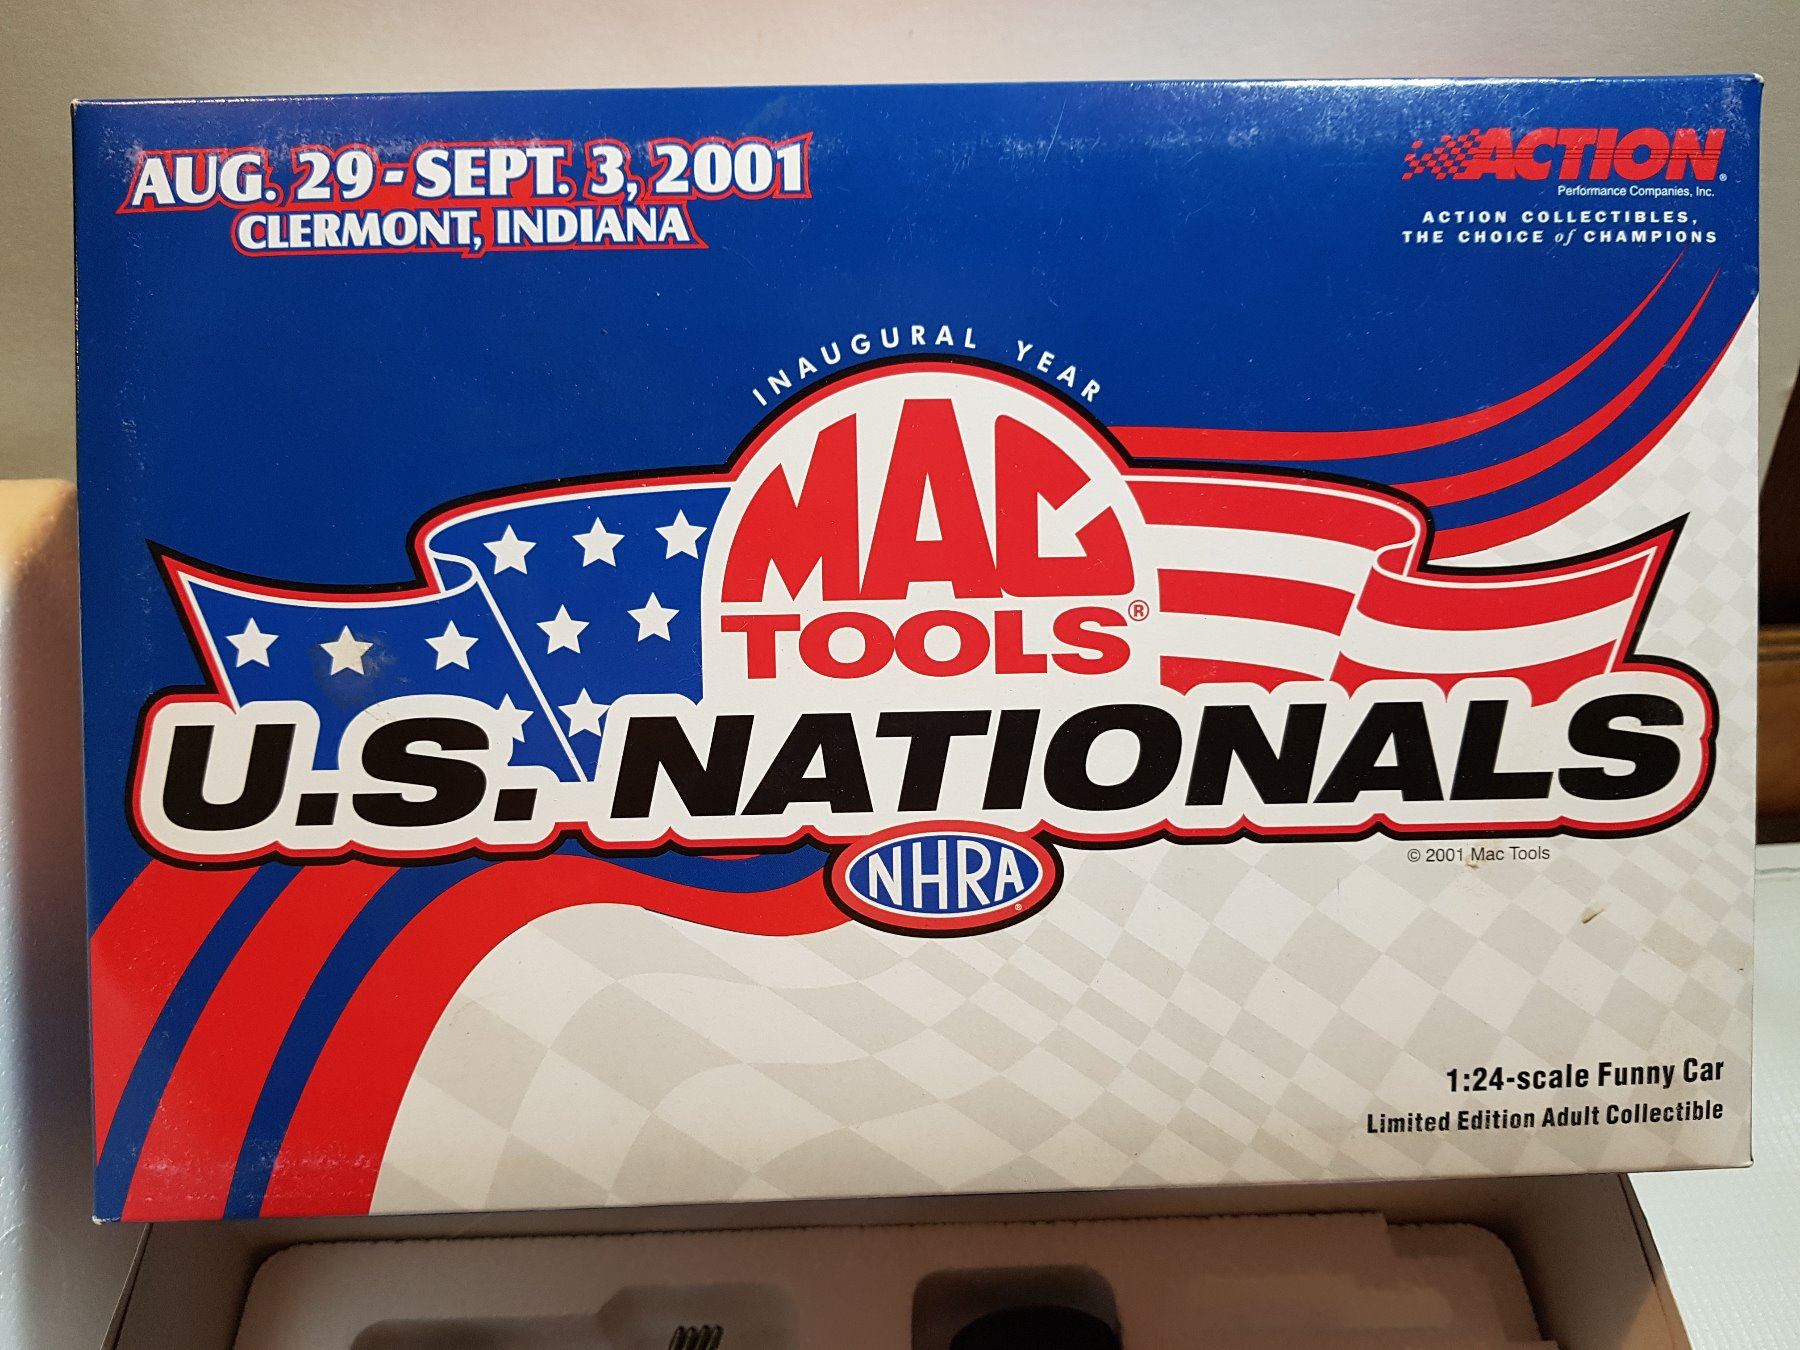 AUG. 29 - SEPT. 3, 2001
CLERMONT, INDIANA
ACTION®
Performance Companies, Inc.
ACTION COLLECTIBLES,
THE CHOICE of CHAMPIONS
INAUGURAL YEAR
MAC
TOOLS®
U.S. NATIONALS
NHRA®
© 2001 Mac Tools
1:24-scale Funny Car
Limited Edition Adult Collectible